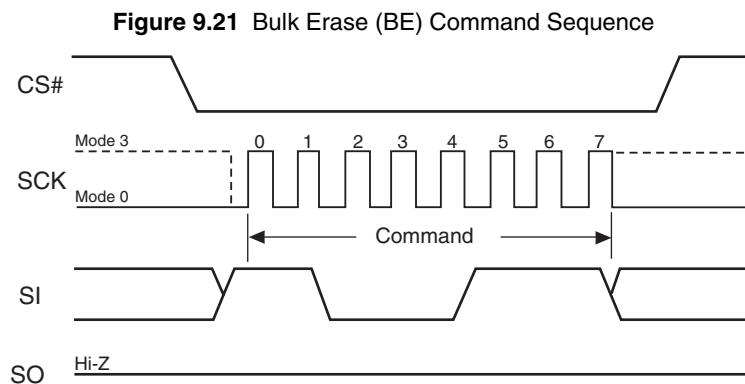 Figure 9.21 Bulk Erase (BE) Command Sequence
CS#
Mode 3
0 1 2 3 4 5 6 7
SCK
Mode 0
Command
SI
Hi-Z
SO